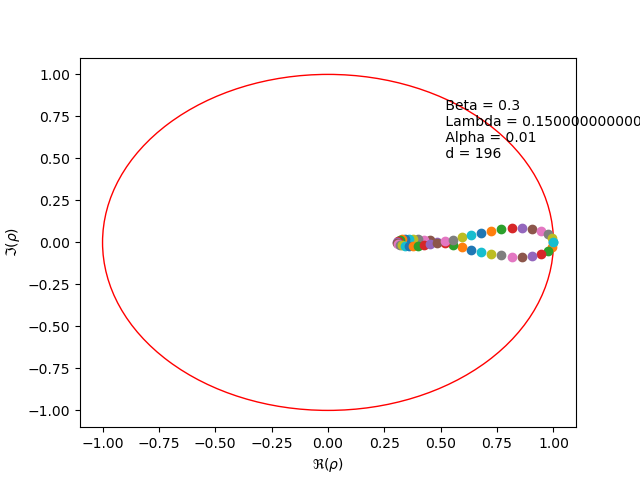 1.00
0.75
0.50
0.25
0.00
−0.25
−0.50
−0.75
−1.00
ℑ(ρ)
Beta = 0.3
Lambda = 0.150000000000
Alpha = 0.01
d = 196
−1.00 −0.75 −0.50 −0.25 0.00 0.25 0.50 0.75 1.00
ℜ(ρ)